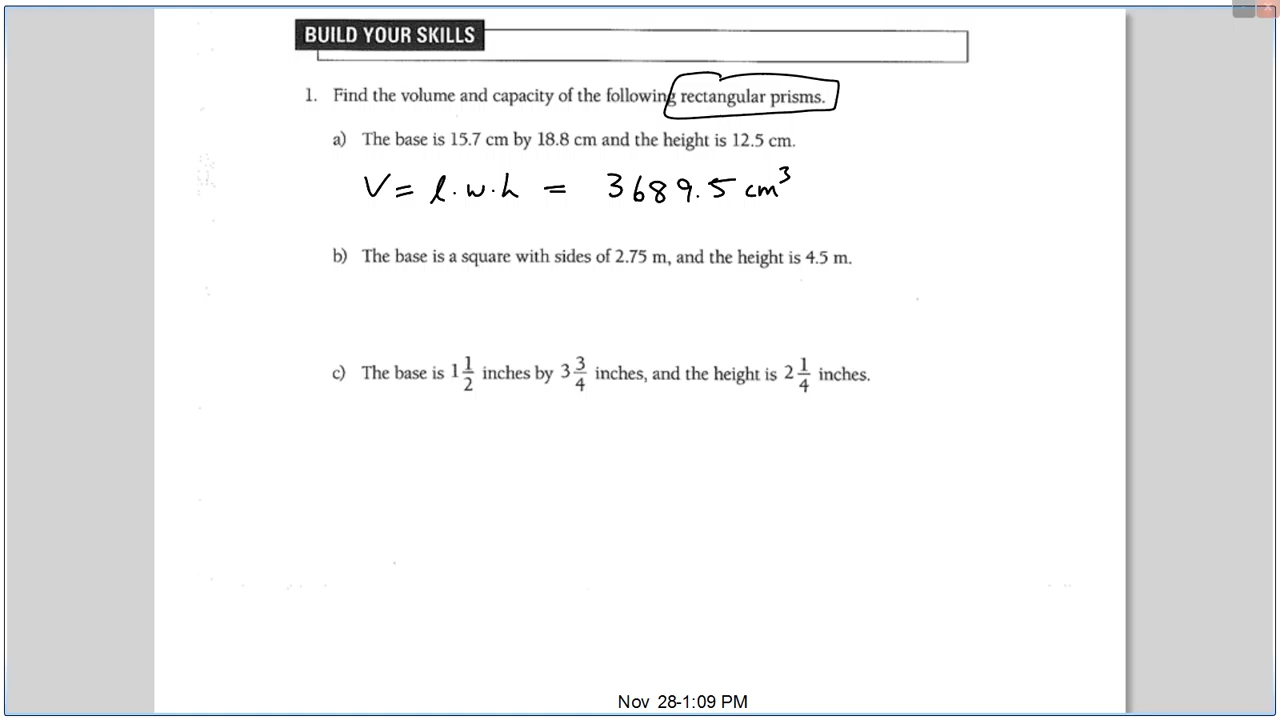 BUILD YOUR SKILLS
1. Find the volume and capacity of the following rectangular prisms.
a) The base is 15.7 cm by 18.8 cm and the height is 12.5 cm.
V = l · w · h = 3689.5 cm³
b) The base is a square with sides of 2.75 m, and the height is 4.5 m.
c) The base is 1 1/2 inches by 3 3/4 inches, and the height is 2 1/4 inches.
Nov 28-1:09 PM